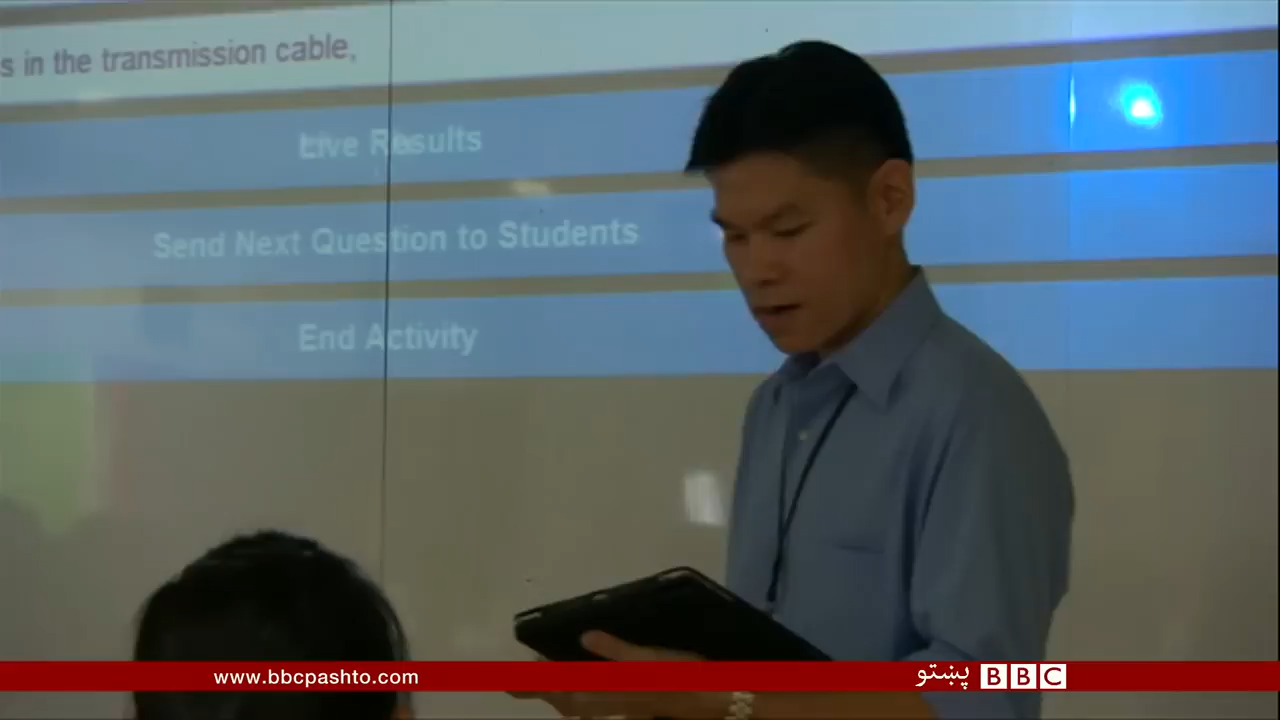 s in the transmission cable,
Live Results
Send Next Question to Students
End Activity
www.bbcpashto.com
پښتو BBC